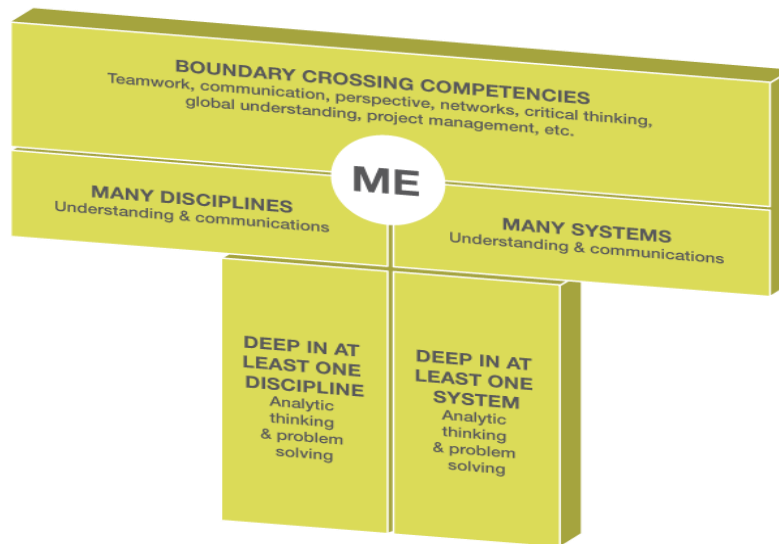 BOUNDARY CROSSING COMPETENCIES
Teamwork, communication, perspective, networks, critical thinking,
global understanding, project management, etc.
ME
MANY DISCIPLINES
Understanding & communications
MANY SYSTEMS
Understanding & communications
DEEP IN AT
LEAST ONE
DISCIPLINE
Analytic
thinking
& problem
solving
DEEP IN AT
LEAST ONE
SYSTEM
Analytic
thinking
& problem
solving